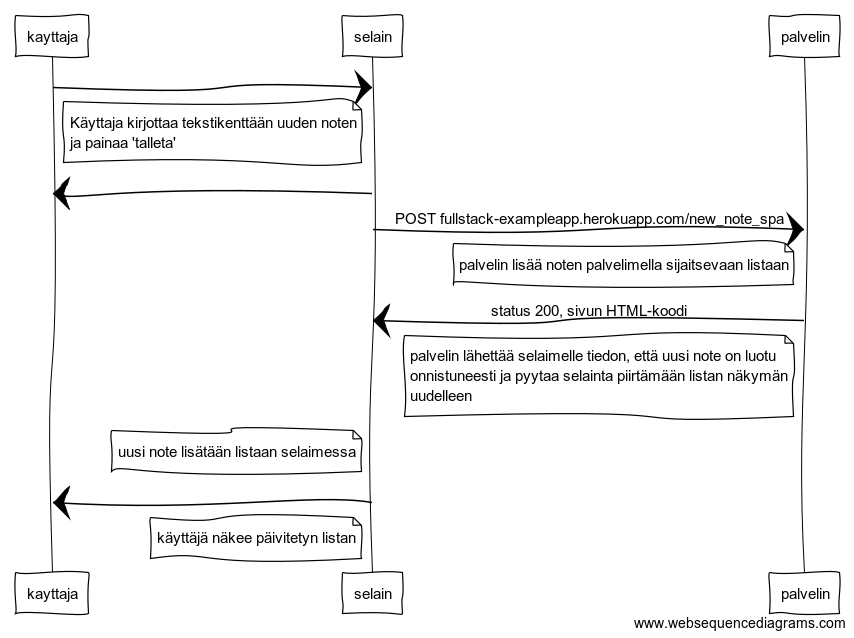 kayttaja
selain
palvelin
Käyttaja kirjottaa tekstikenttään uuden noten
ja painaa 'talleta'
POST fullstack-exampleapp.herokuapp.com/new_note_spa
palvelin lisää noten palvelimella sijaitsevaan listaan
status 200, sivun HTML-koodi
palvelin lähettää selaimelle tiedon, että uusi note on luotu
onnistuneesti ja pyytaa selainta piirtämään listan näkymän
uudelleen
uusi note lisätään listaan selaimessa
käyttäjä näkee päivitetyn listan
kayttaja
selain
palvelin
www.websequencediagrams.com